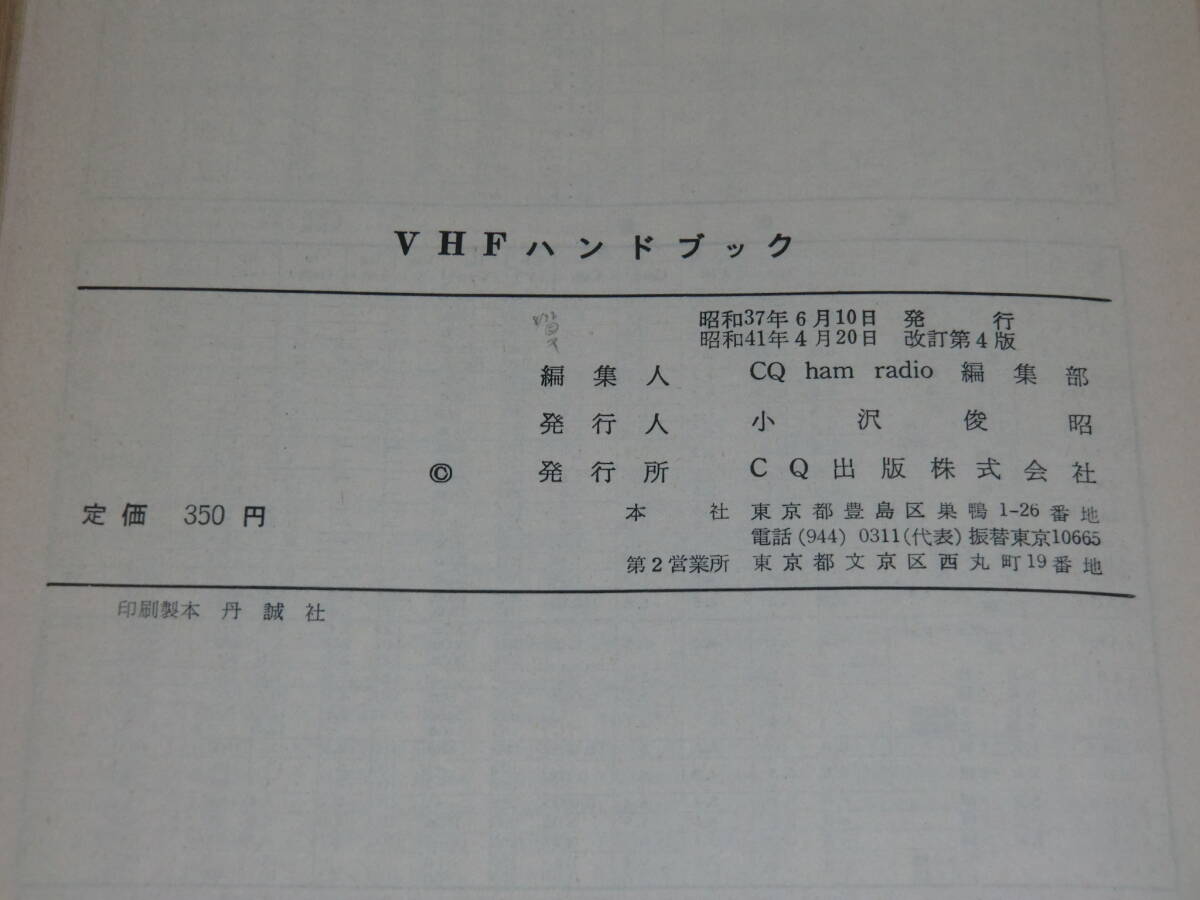 VHFハンドブック
昭和37年6月10日 発行
昭和41年4月20日 改訂第4版
編集人 CQ ham radio 編集部
発行人 小沢俊昭
© 発行所 CQ出版株式会社
定価 350円
本社 東京都豊島区巣鴨1-26番地
電話(944)0311(代表)振替東京10665
第2営業所 東京都文京区西丸町19番地
印刷製本 丹誠社